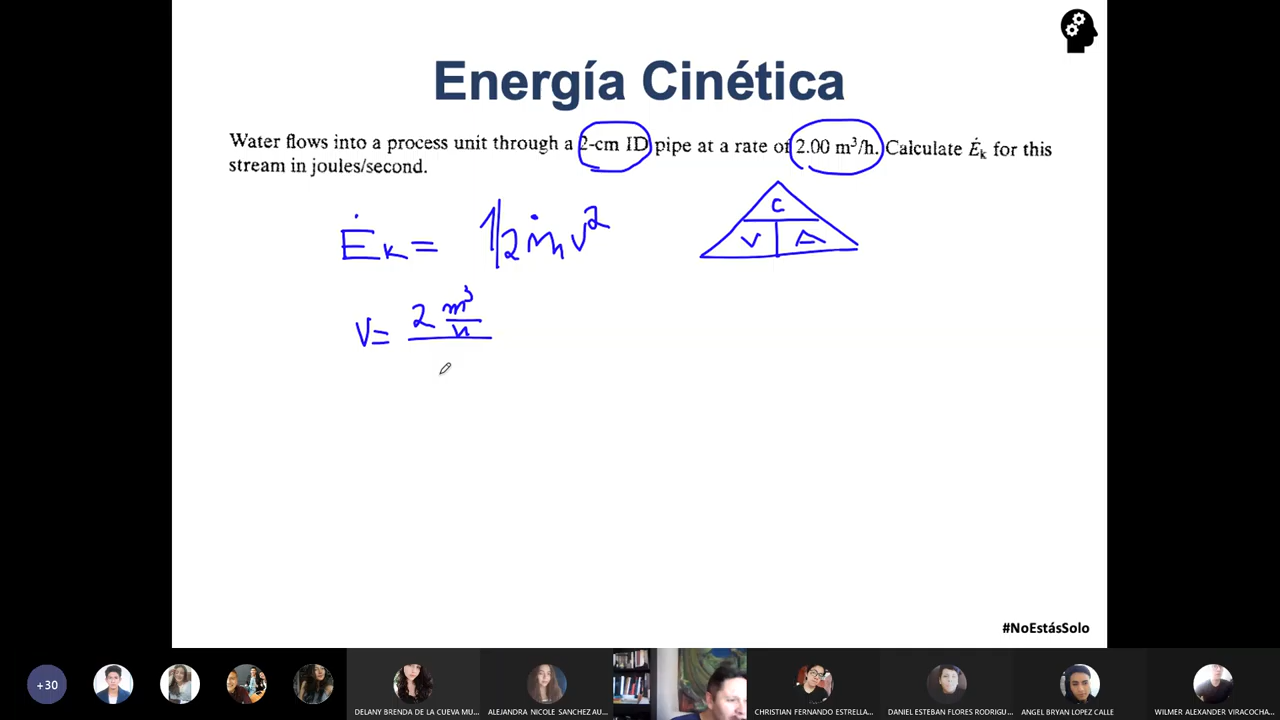 Energía Cinética
Water flows into a process unit through a 2-cm ID pipe at a rate of 2.00 m³/h. Calculate Ėₖ for this
stream in joules/second.
Ėₖ = 1/2 ṁv²
C
V A
V = 2 m³/h
#NoEstásSolo
+30
DELANY BRENDA DE LA CUEVA MU...
ALEJANDRA NICOLE SANCHEZ AU...
CHRISTIAN FERNANDO ESTRELLA...
DANIEL ESTEBAN FLORES RODRIGU...
ANGEL BRYAN LOPEZ CALLE
WILMER ALEXANDER VIRACOCHA...